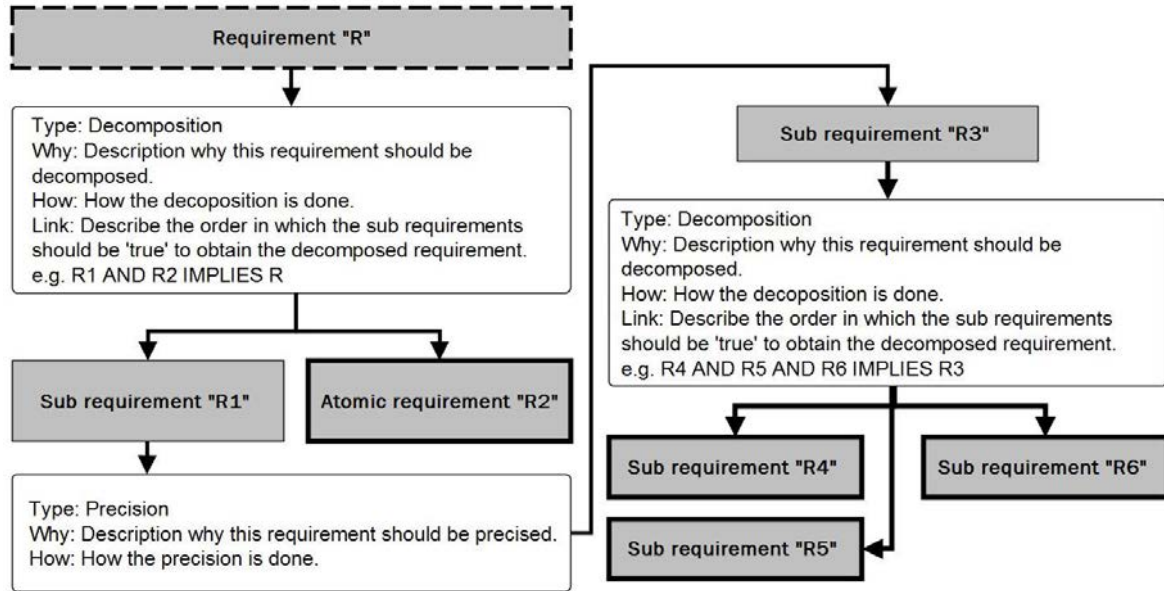 Requirement "R"
Type: Decomposition
Why: Description why this requirement should be
decomposed.
How: How the decoposition is done.
Link: Describe the order in which the sub requirements
should be 'true' to obtain the decomposed requirement.
e.g. R1 AND R2 IMPLIES R
Sub requirement "R1"
Atomic requirement "R2"
Type: Precision
Why: Description why this requirement should be precised.
How: How the precision is done.
Sub requirement "R3"
Type: Decomposition
Why: Description why this requirement should be
decomposed.
How: How the decoposition is done.
Link: Describe the order in which the sub requirements
should be 'true' to obtain the decomposed requirement.
e.g. R4 AND R5 AND R6 IMPLIES R3
Sub requirement "R4"
Sub requirement "R6"
Sub requirement "R5"